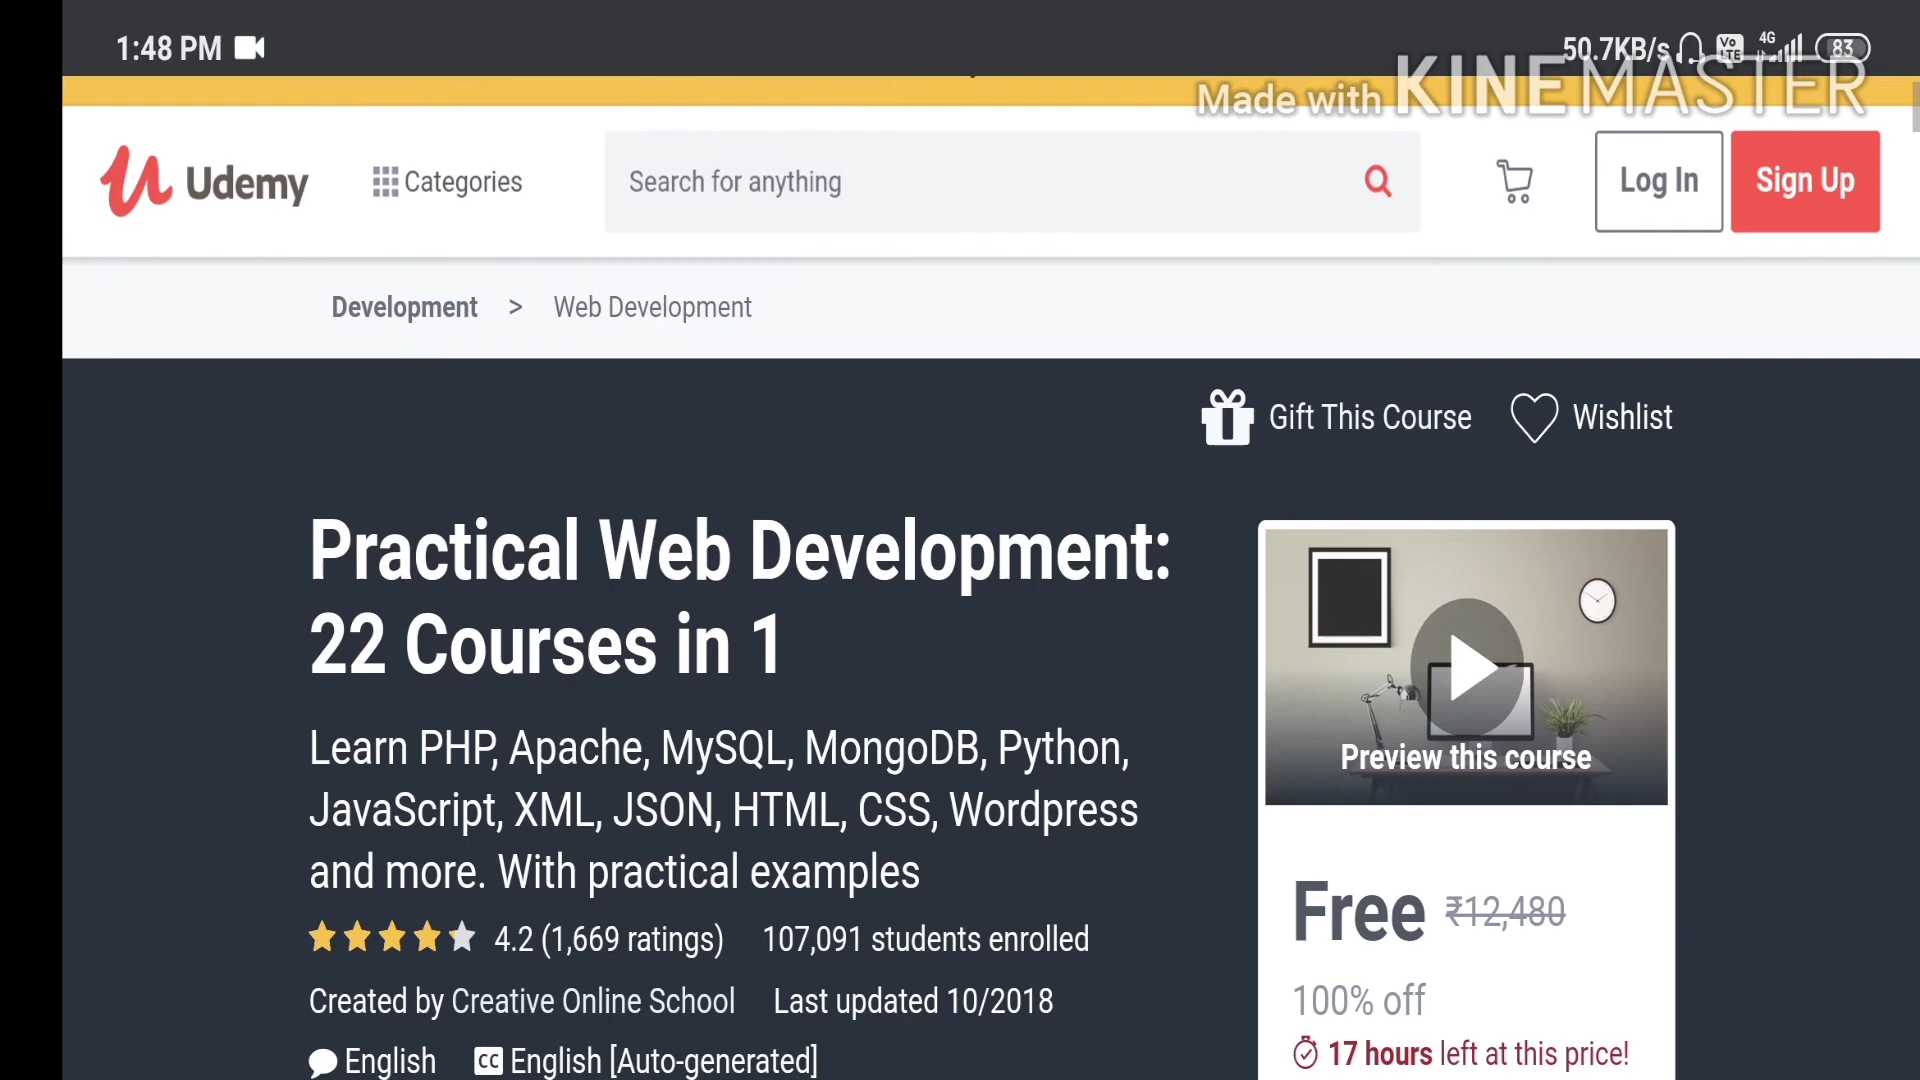 1:48 PM
50.7KB/s Vo LTE 4G 83
Made with KINEMASTER
Udemy
Categories
Search for anything
Log In
Sign Up
Development > Web Development
Gift This Course
Wishlist
Practical Web Development:
22 Courses in 1
Learn PHP, Apache, MySQL, MongoDB, Python,
JavaScript, XML, JSON, HTML, CSS, Wordpress
and more. With practical examples
4.2 (1,669 ratings) 107,091 students enrolled
Created by Creative Online School Last updated 10/2018
English CC English [Auto-generated]
Preview this course
Free ₹12,480
100% off
17 hours left at this price!